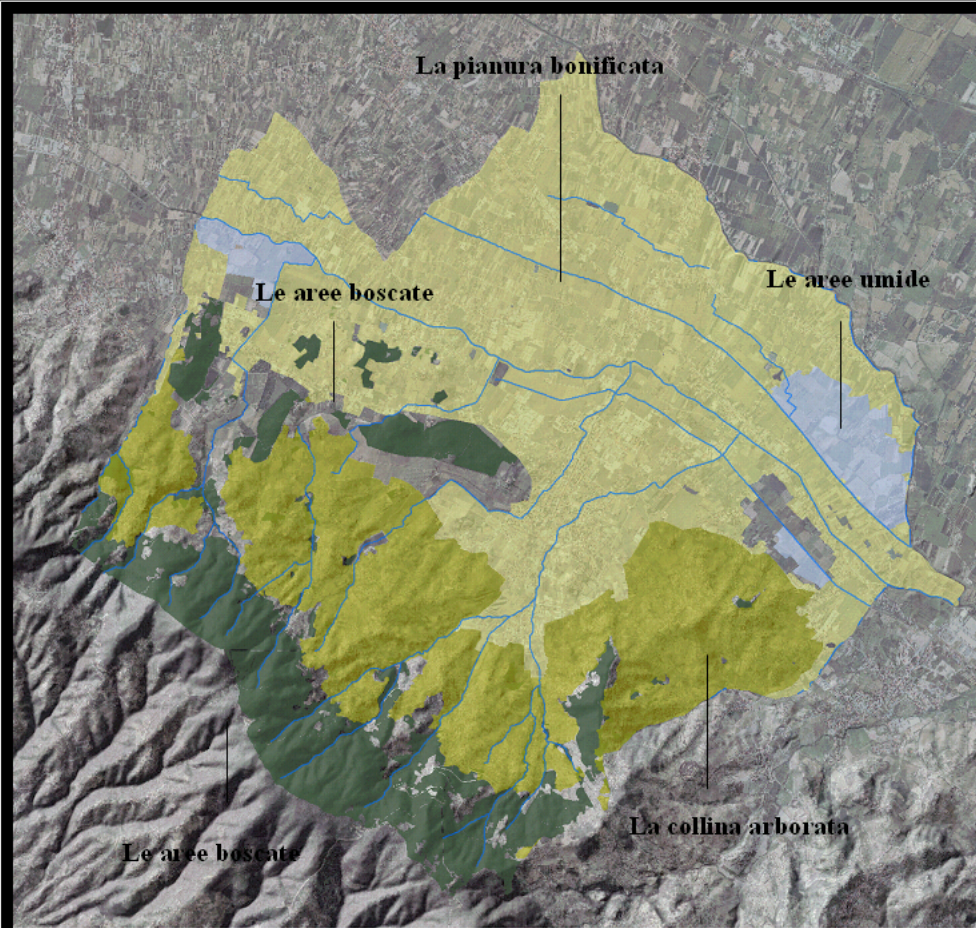 La pianura bonificata
Le aree umide
Le aree boscate
La collina arborata
Le aree boscate